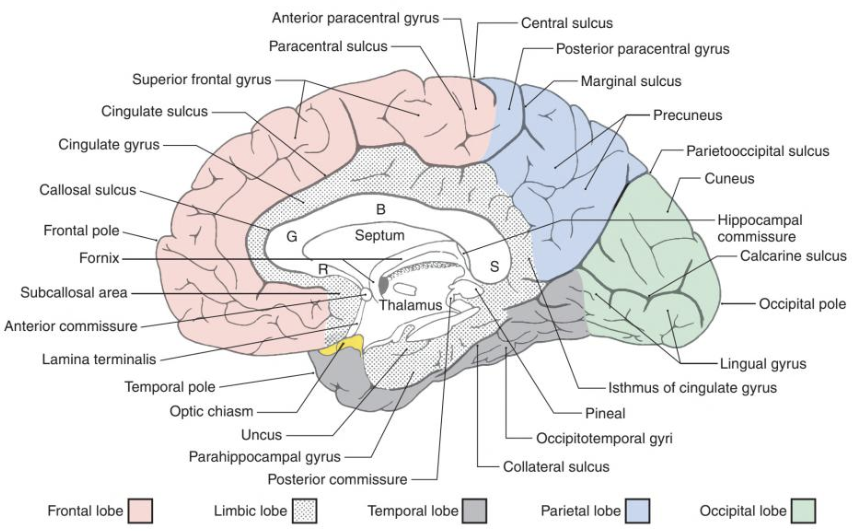 Anterior paracentral gyrus
Central sulcus
Paracentral sulcus
Posterior paracentral gyrus
Superior frontal gyrus
Marginal sulcus
Cingulate sulcus
Precuneus
Cingulate gyrus
Parietooccipital sulcus
Cuneus
Callosal sulcus
B
Hippocampal
commissure
Frontal pole
G
Septum
Calcarine sulcus
Fornix
R
S
Subcallosal area
Thalamus
Occipital pole
Anterior commissure
Lamina terminalis
Lingual gyrus
Temporal pole
Isthmus of cingulate gyrus
Optic chiasm
Pineal
Uncus
Occipitotemporal gyri
Parahippocampal gyrus
Collateral sulcus
Posterior commissure
Frontal lobe
Limbic lobe
Temporal lobe
Parietal lobe
Occipital lobe